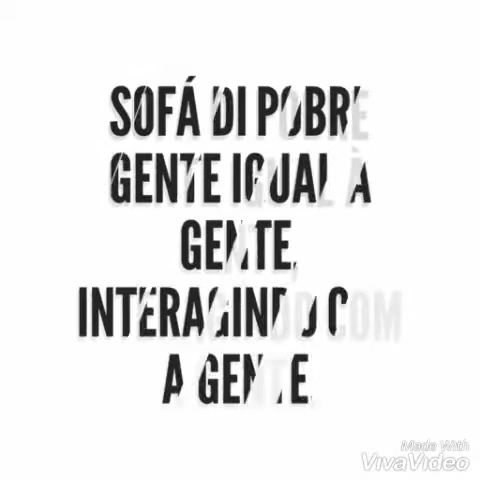 SOFÁ DI POBRE
GENTE IGUAL À
GENTE,
INTERAGINDO COM
A GENTE.
Made With
VivaVideo